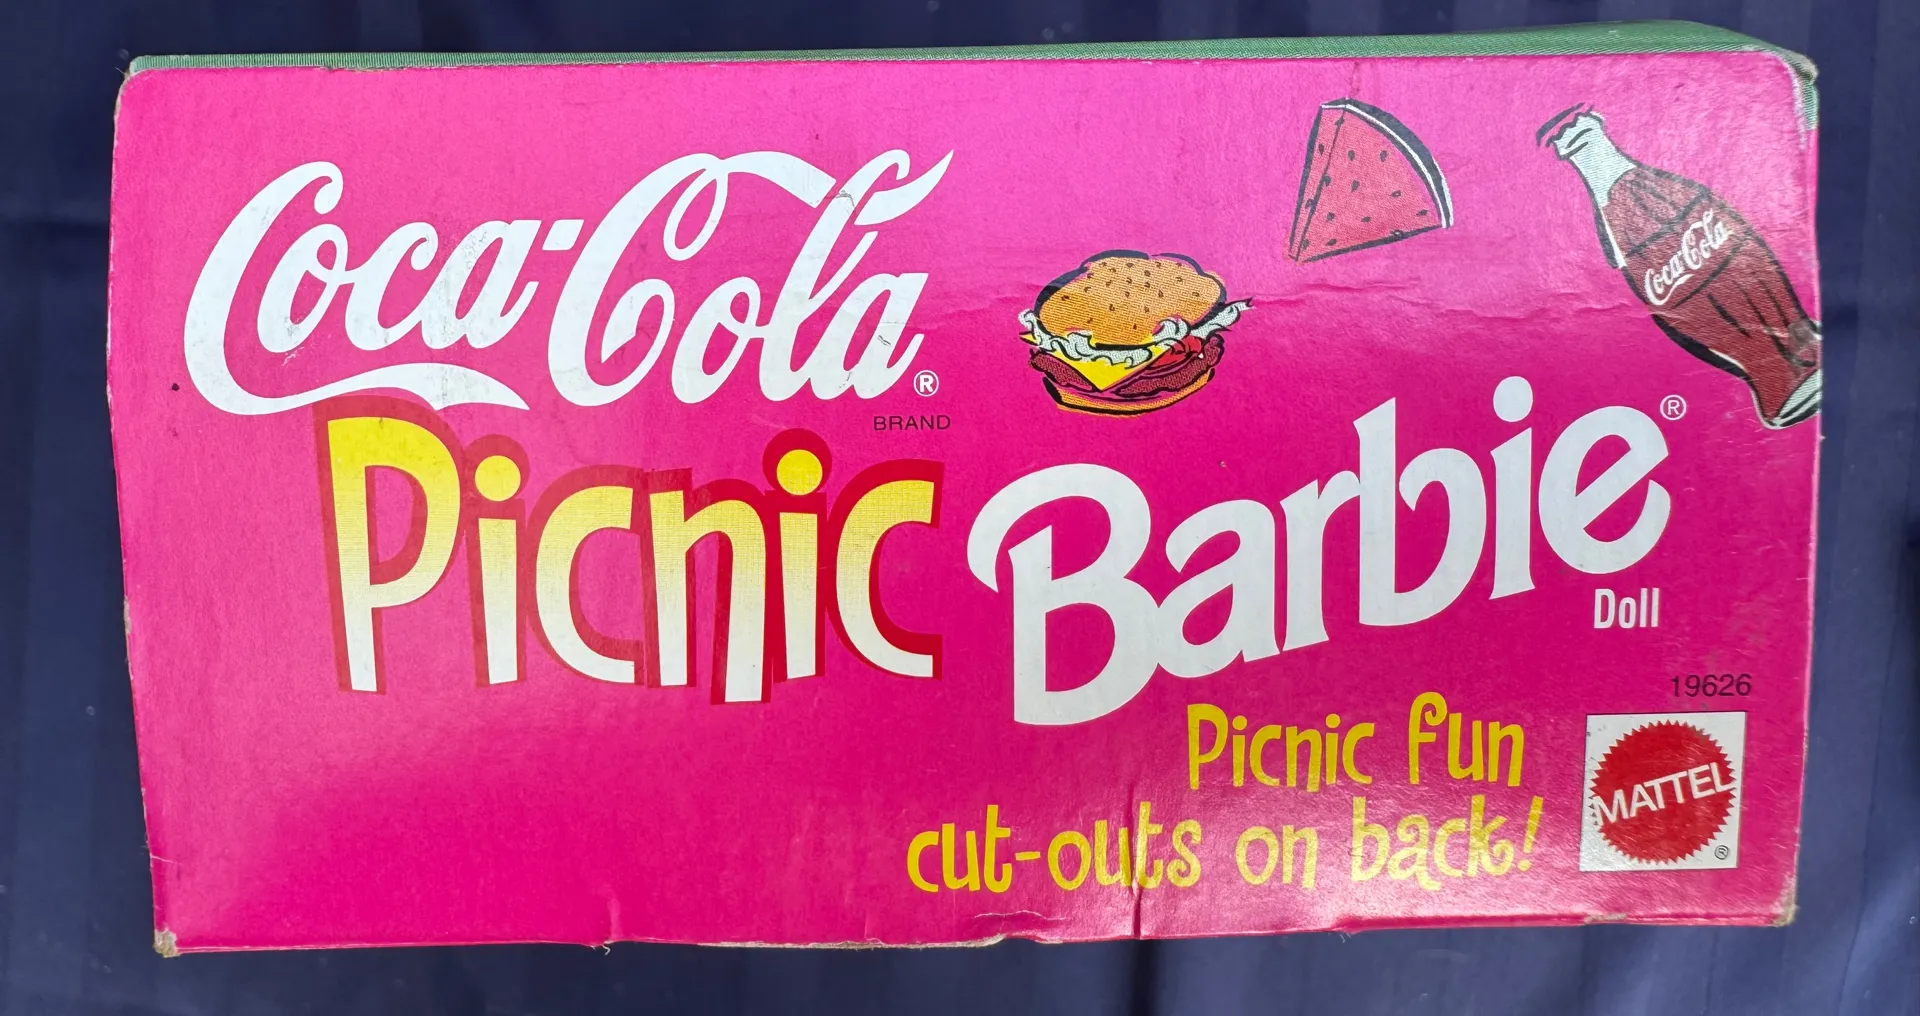 Coca-Cola®
BRAND
Picnic
Barbie®
Doll
Coca-Cola
19626
Picnic fun
cut-outs on back!
MATTEL
®